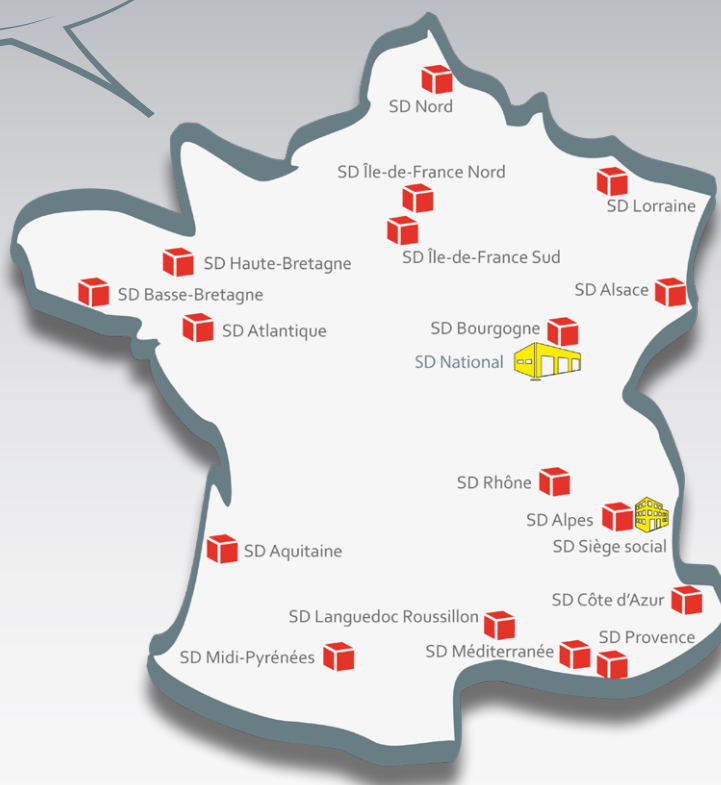 SD Nord
SD Île-de-France Nord
SD Lorraine
SD Île-de-France Sud
SD Haute-Bretagne
SD Basse-Bretagne
SD Alsace
SD Atlantique
SD Bourgogne
SD National
SD Rhône
SD Alpes
SD Siège social
SD Aquitaine
SD Côte d'Azur
SD Languedoc Roussillon
SD Provence
SD Méditerranée
SD Midi-Pyrénées